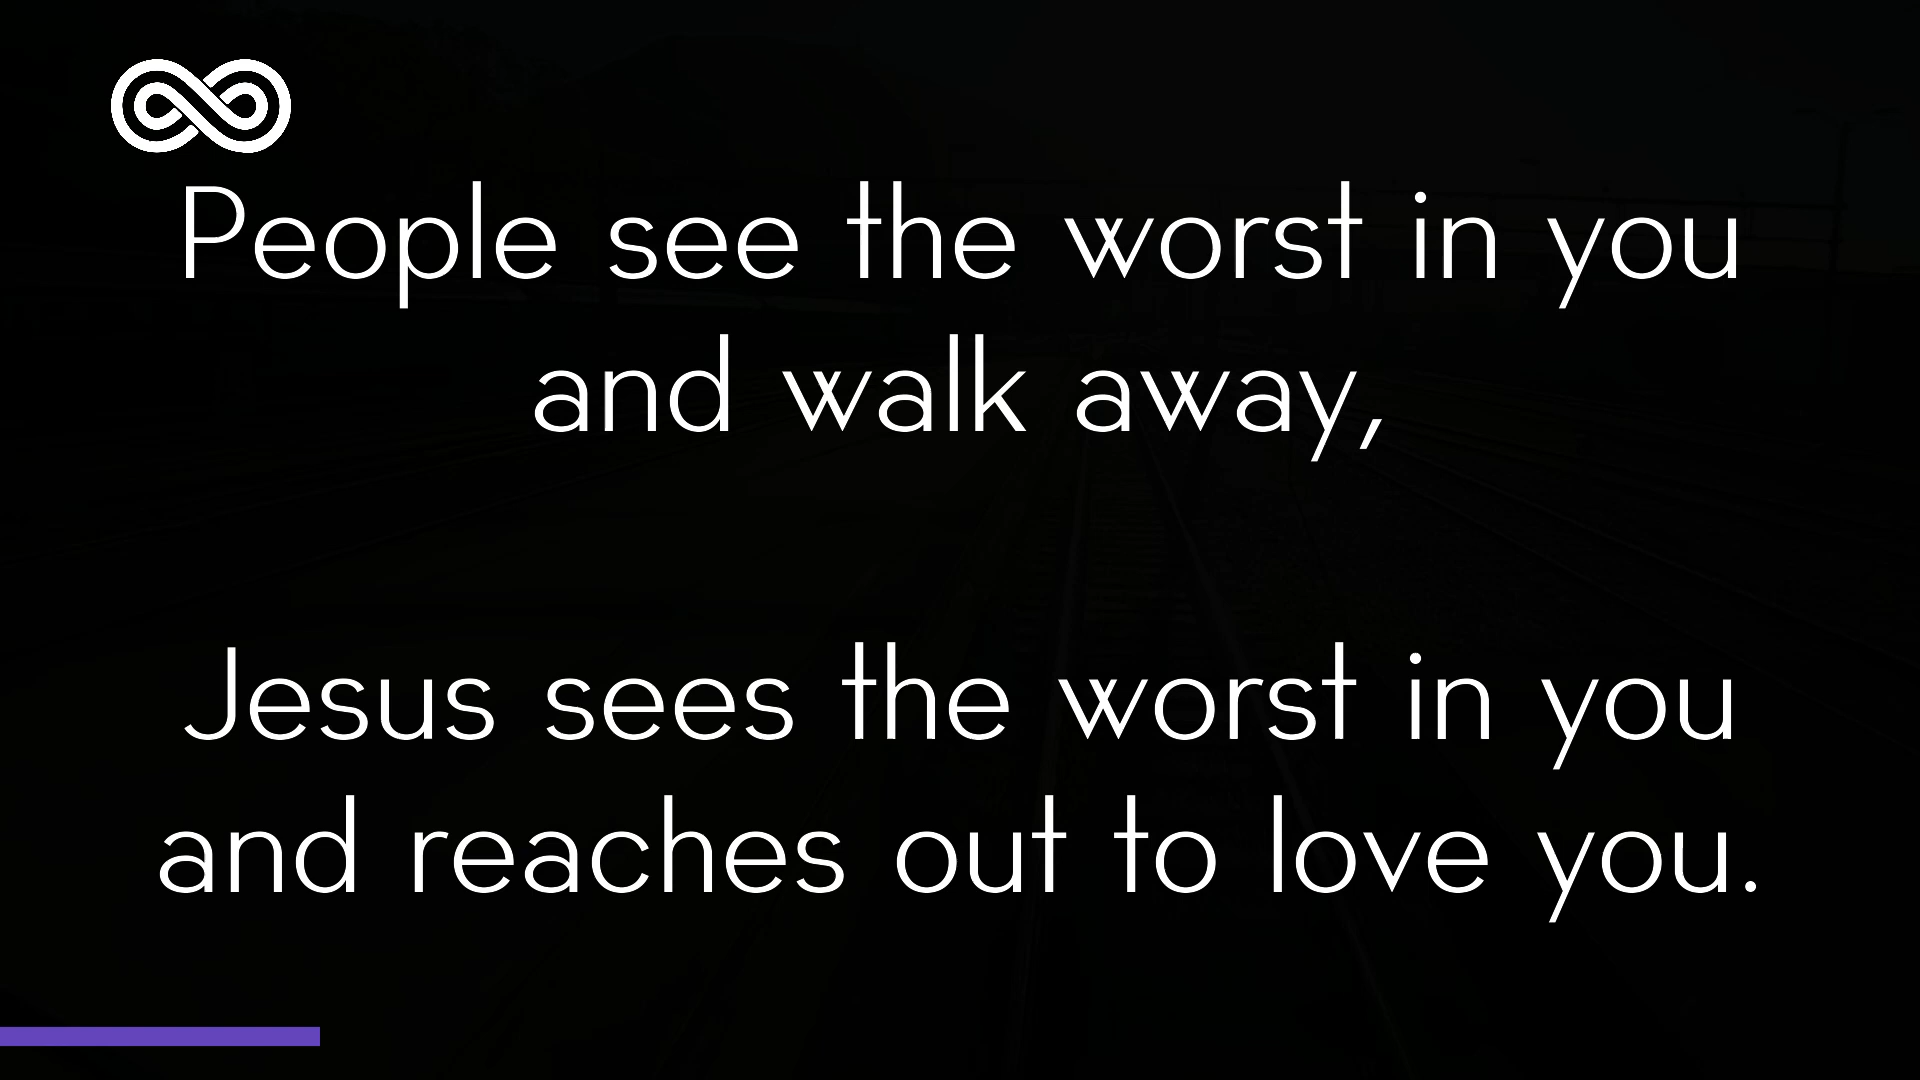 People see the worst in you
and walk away,
Jesus sees the worst in you
and reaches out to love you.